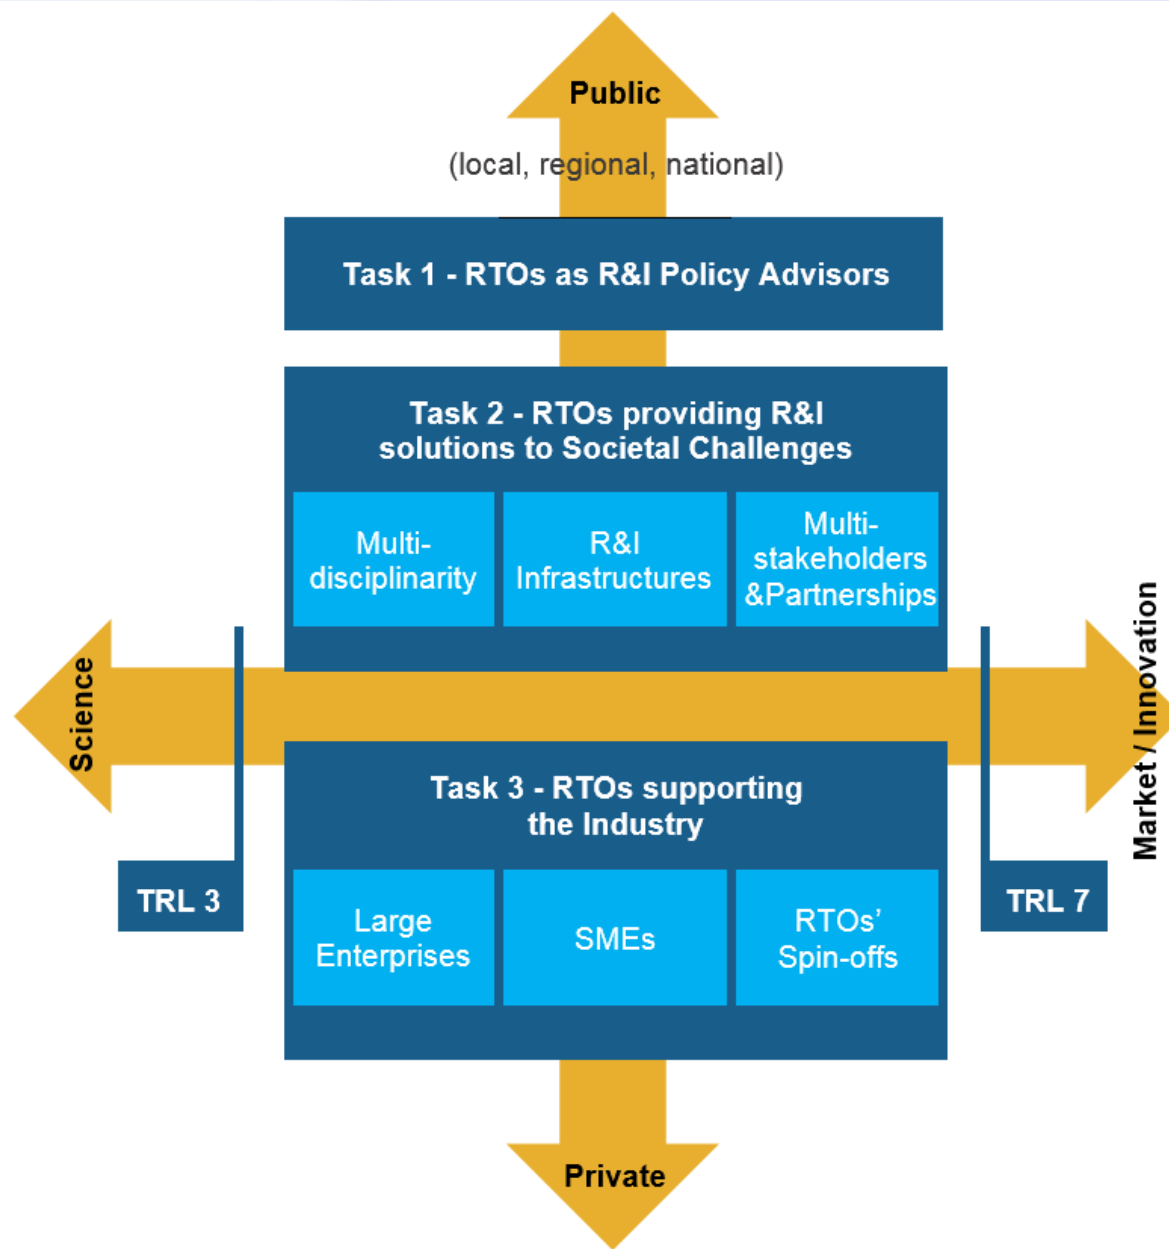 Public
(local, regional, national)
Task 1 - RTOs as R&I Policy Advisors
Task 2 - RTOs providing R&I
solutions to Societal Challenges
Multi-
disciplinarity
R&I
Infrastructures
Multi-
stakeholders
&Partnerships
Science
Market / Innovation
Task 3 - RTOs supporting
the Industry
TRL 3
TRL 7
Large
Enterprises
SMEs
RTOs’
Spin-offs
Private